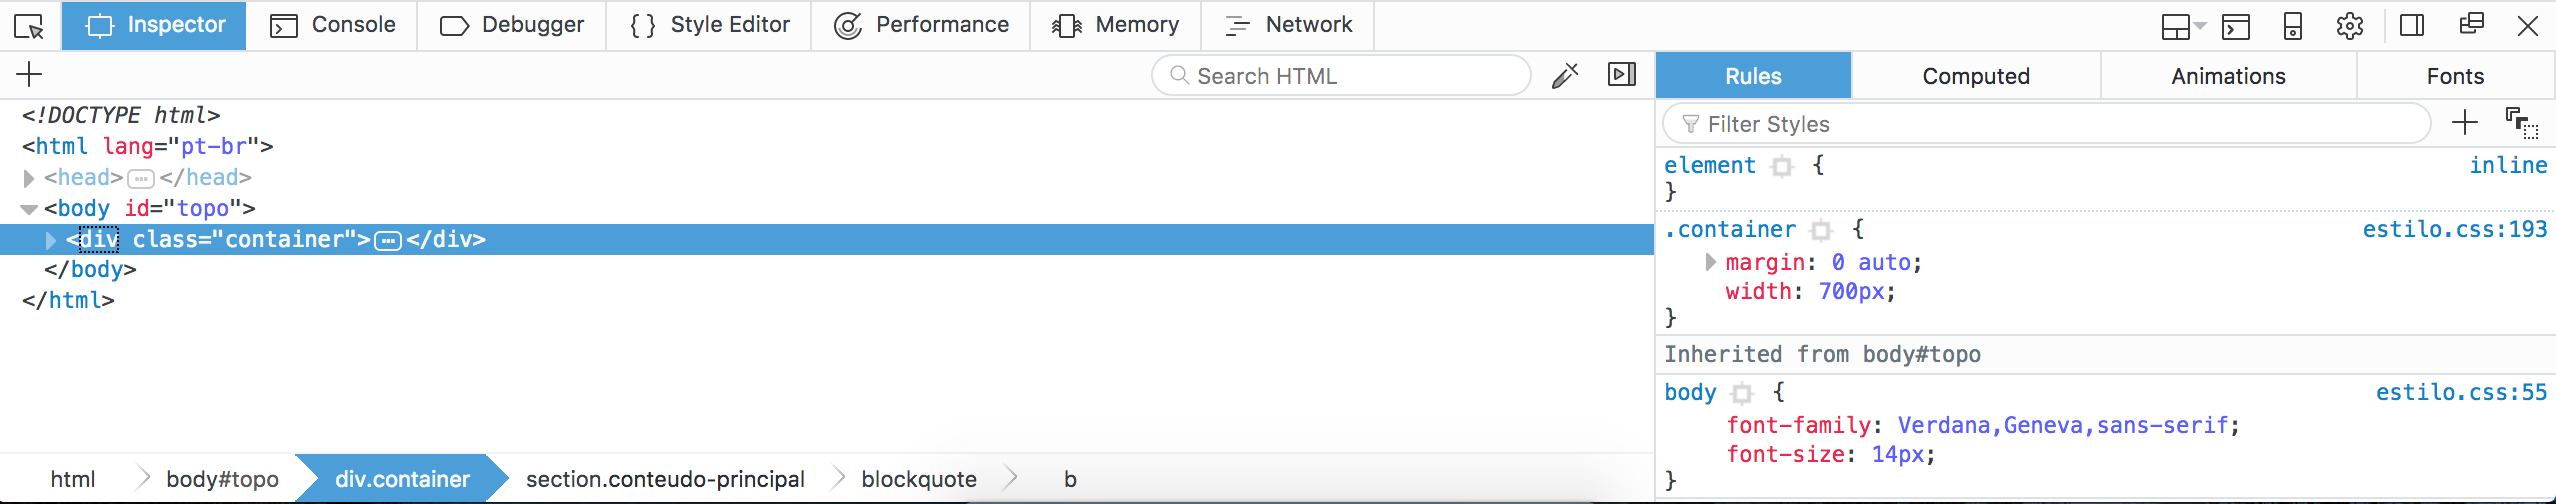 Inspector Console Debugger { } Style Editor Performance Memory Network
Search HTML
<!DOCTYPE html>
<html lang="pt-br">
<head>…</head>
<body id="topo">
<div class="container">…</div>
</body>
</html>
html body#topo div.container section.conteudo-principal blockquote b
Rules Computed Animations Fonts
Filter Styles
element { inline
}
.container { estilo.css:193
margin: 0 auto;
width: 700px;
}
Inherited from body#topo
body { estilo.css:55
font-family: Verdana,Geneva,sans-serif;
font-size: 14px;
}